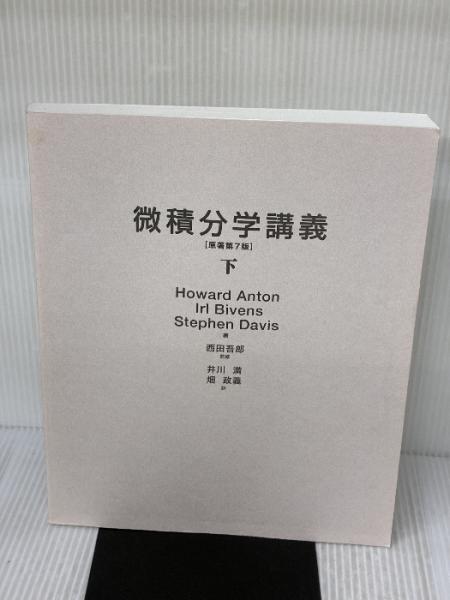 微積分学講義
[原著第7版]
下
Howard Anton
Irl Bivens
Stephen Davis
著
西田吾郎
監修
井川 満
畑 政義
訳